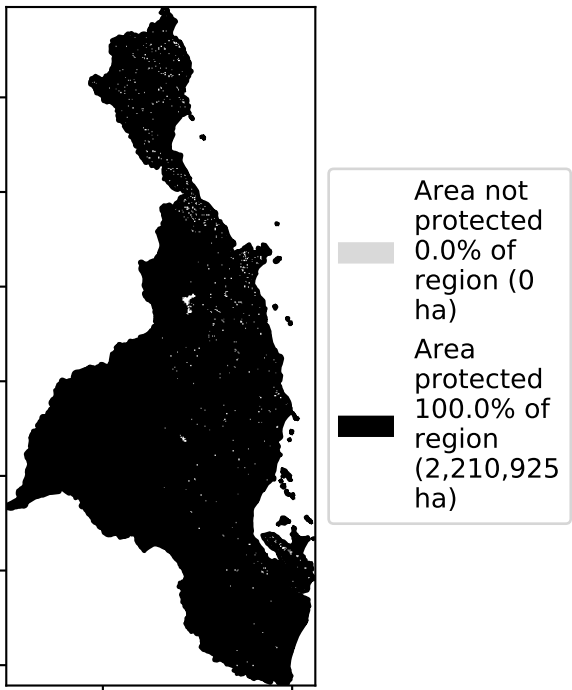 Area not
protected
0.0% of
region (0
ha)
Area
protected
100.0% of
region
(2,210,925
ha)